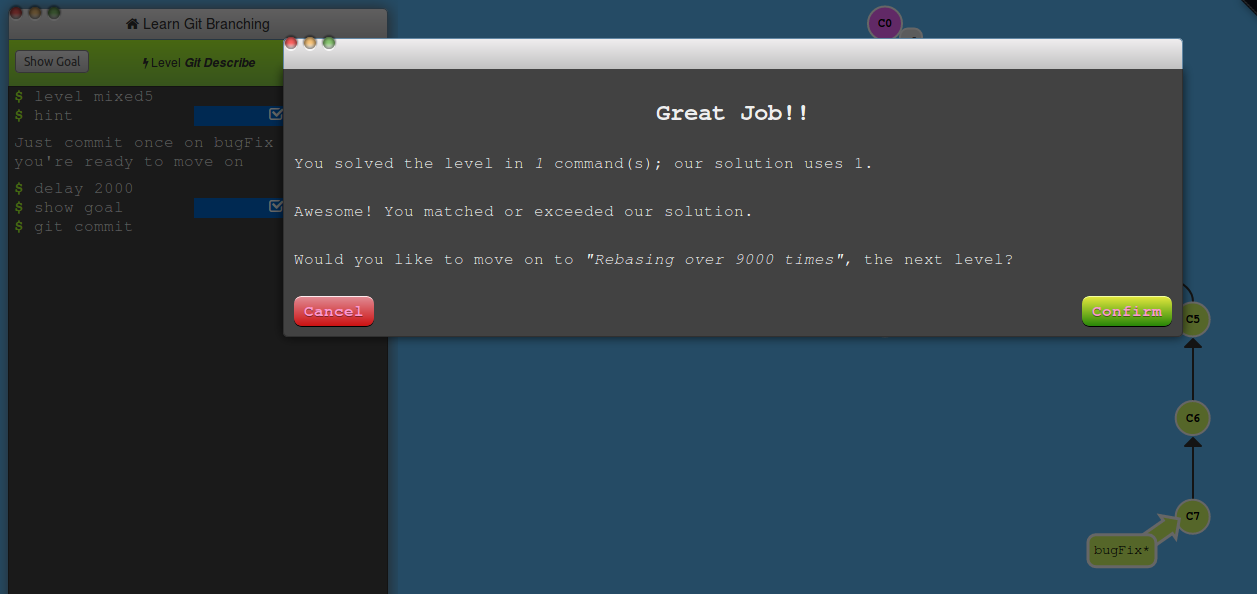 Learn Git Branching
Show Goal
Level Git Describe
$ level mixed5
$ hint
Just commit once on bugFix
you're ready to move on
$ delay 2000
$ show goal
$ git commit
Great Job!!
You solved the level in 1 command(s); our solution uses 1.
Awesome! You matched or exceeded our solution.
Would you like to move on to "Rebasing over 9000 times", the next level?
Cancel
Confirm
C0
C5
C6
C7
bugFix*